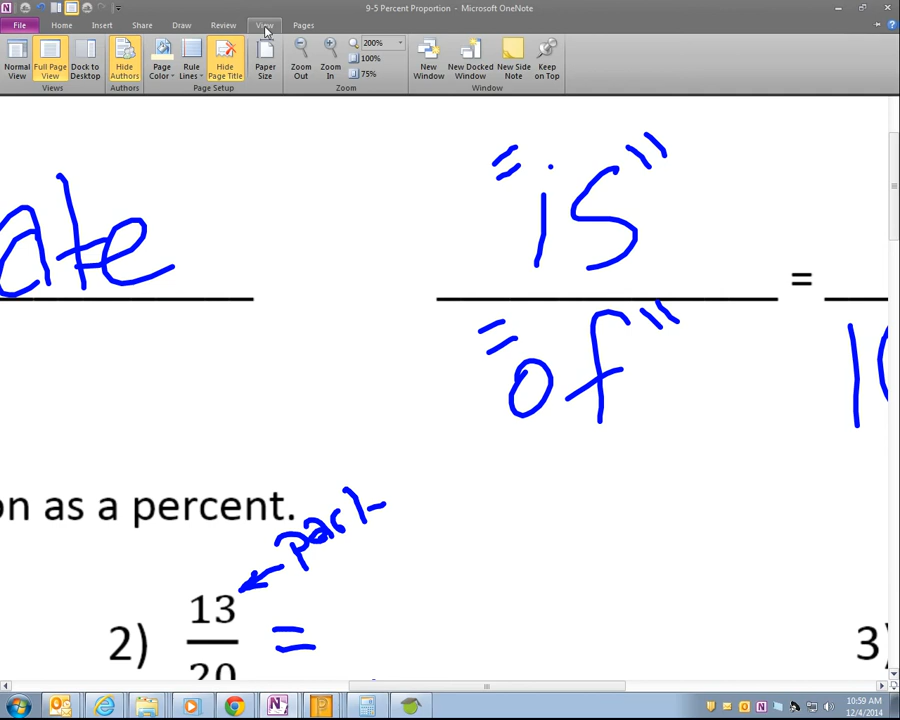 9-5 Percent Proportion - Microsoft OneNote
File Home Insert Share Draw Review View Pages
Normal View Full Page View Dock to Desktop Hide Authors Page Color Rule Lines Hide Page Title Paper Size Zoom Out Zoom In 200% 100% 75% New Window New Docked Window New Side Note Keep on Top
Views Authors Page Setup Zoom Window
ate "is"
=
"of" 10
on as a percent.
part
2) 13 = 3)
20
10:59 AM
12/4/2014